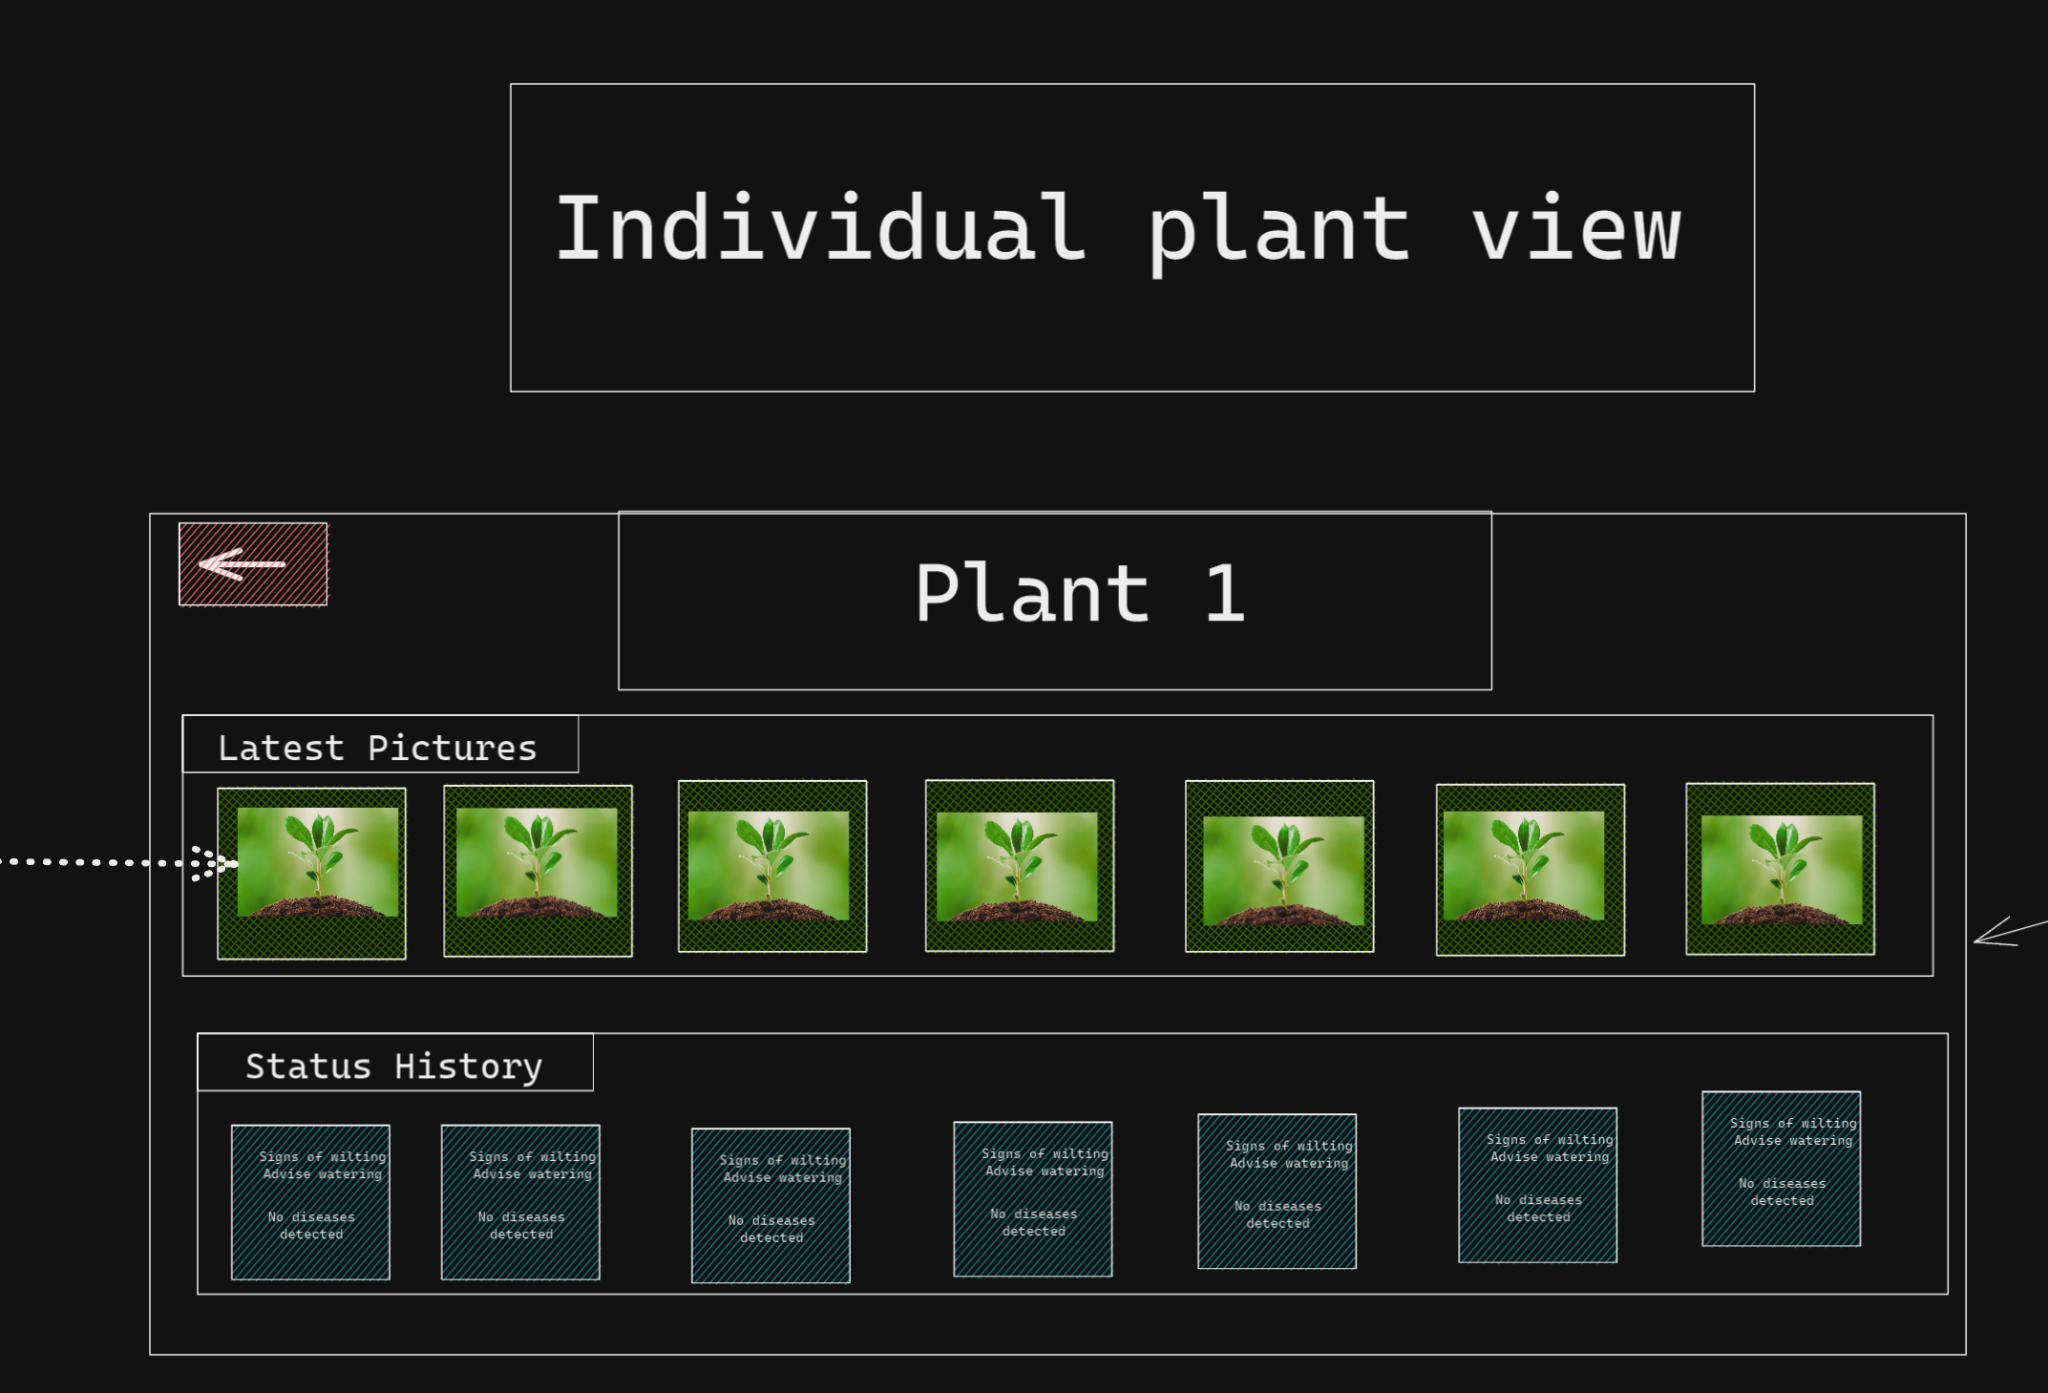 Individual plant view
Plant 1
Latest Pictures
Status History
Signs of wilting
Advise watering
No diseases
detected
Signs of wilting
Advise watering
No diseases
detected
Signs of wilting
Advise watering
No diseases
detected
Signs of wilting
Advise watering
No diseases
detected
Signs of wilting
Advise watering
No diseases
detected
Signs of wilting
Advise watering
No diseases
detected
Signs of wilting
Advise watering
No diseases
detected